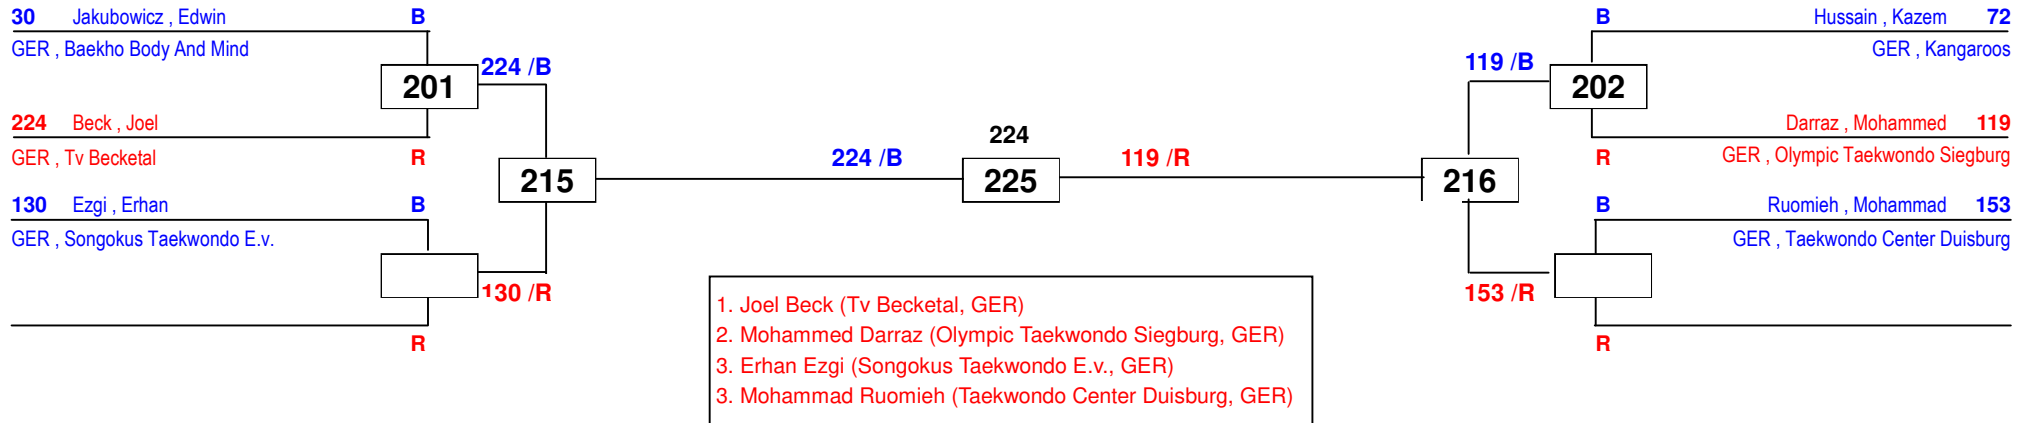 30 Jakubowicz , Edwin B
GER , Baekho Body And Mind
201
224 /B
224 Beck , Joel
GER , Tv Becketal R
215
130 Ezgi , Erhan B
GER , Songokus Taekwondo E.v.
130 /R
R
224 /B
224
225
119 /R
B Hussain , Kazem 72
GER , Kangaroos
119 /B
202
Darraz , Mohammed 119
R GER , Olympic Taekwondo Siegburg
216
B Ruomieh , Mohammad 153
GER , Taekwondo Center Duisburg
153 /R
R
1. Joel Beck (Tv Becketal, GER)
2. Mohammed Darraz (Olympic Taekwondo Siegburg, GER)
3. Erhan Ezgi (Songokus Taekwondo E.v., GER)
3. Mohammad Ruomieh (Taekwondo Center Duisburg, GER)